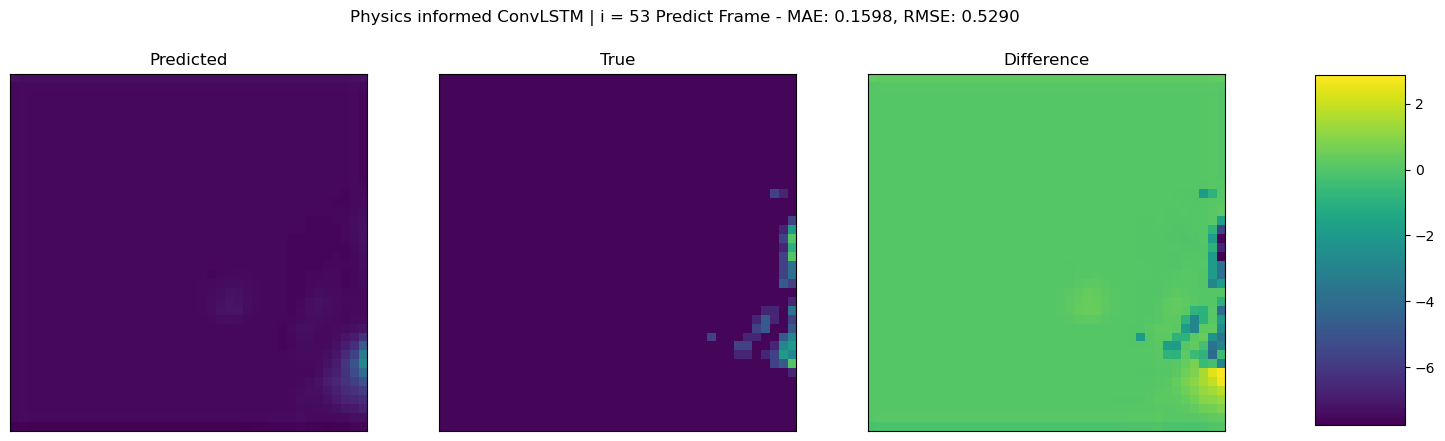 Physics informed ConvLSTM | i = 53 Predict Frame - MAE: 0.1598, RMSE: 0.5290
Predicted
True
Difference
2
0
−2
−4
−6